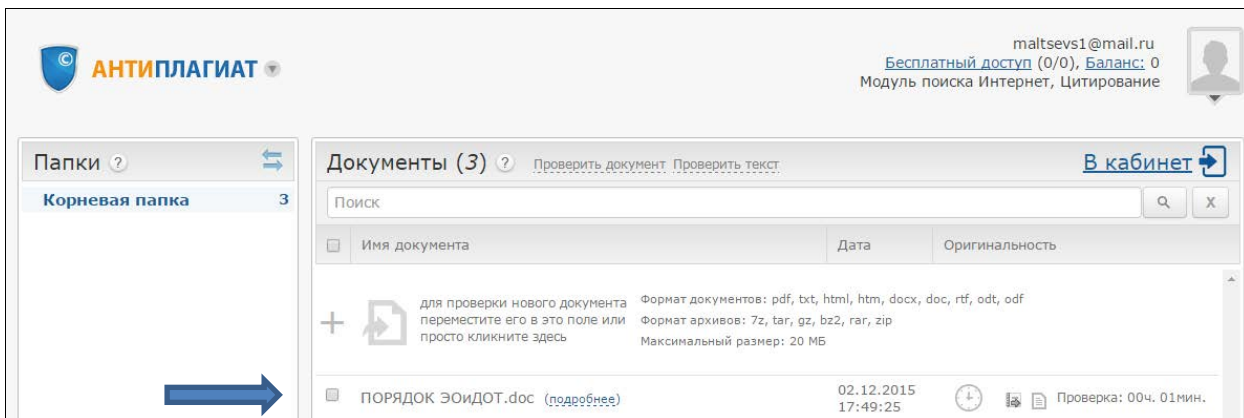 maltsevs1@mail.ru
Бесплатный доступ (0/0), Баланс: 0
Модуль поиска Интернет, Цитирование
© АНТИПЛАГИАТ
Папки ?
Корневая папка 3
Документы (3) ? Проверить документ Проверить текст В кабинет
Поиск X
Имя документа Дата Оригинальность
для проверки нового документа
переместите его в это поле или
просто кликните здесь
Формат документов: pdf, txt, html, htm, docx, doc, rtf, odt, odf
Формат архивов: 7z, tar, gz, bz2, rar, zip
Максимальный размер: 20 МБ
ПОРЯДОК ЭОиДОТ.doc (подробнее)
02.12.2015
17:49:25
Проверка: 00ч. 01мин.